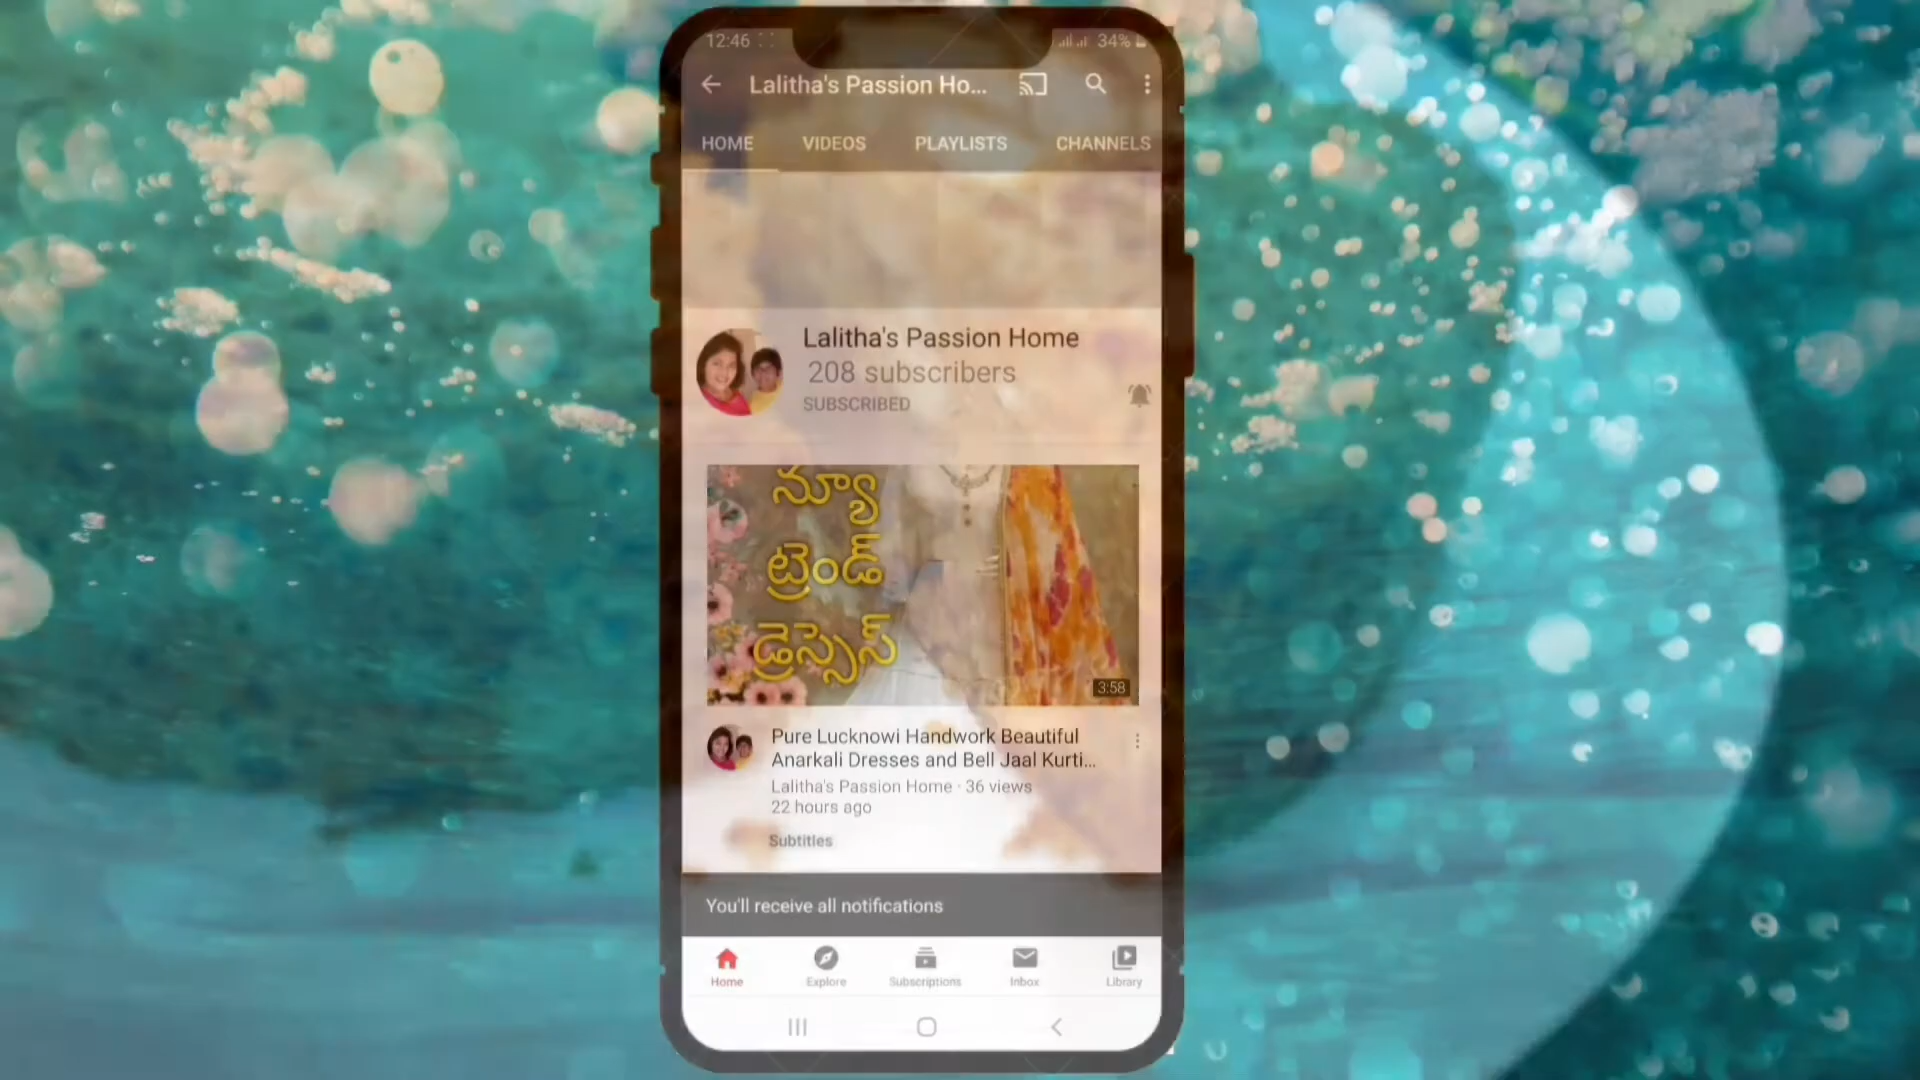 12:46
34%
Lalitha's Passion Ho...
HOME VIDEOS PLAYLISTS CHANNELS
Lalitha's Passion Home
208 subscribers
SUBSCRIBED
న్యూ
ట్రెండ్
డ్రెస్సెస్
3:58
Pure Lucknowi Handwork Beautiful
Anarkali Dresses and Bell Jaal Kurti...
Lalitha's Passion Home · 36 views
22 hours ago
Subtitles
You'll receive all notifications
Home Explore Subscriptions Inbox Library